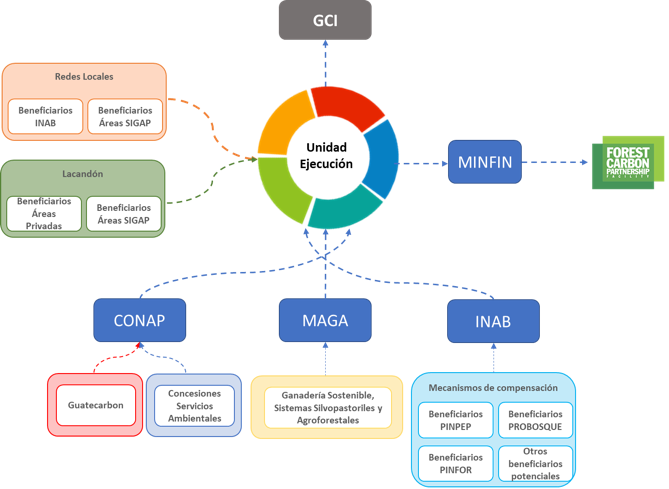 GCI
Redes Locales
Beneficiarios
INAB
Beneficiarios
Áreas SIGAP
Unidad
Ejecución
MINFIN
FOREST
CARBON
PARTNERSHIP
FACILITY
Lacandón
Beneficiarios
Áreas
Privadas
Beneficiarios
Áreas SIGAP
CONAP
MAGA
INAB
Guatecarbon
Concesiones
Servicios
Ambientales
Ganadería Sostenible,
Sistemas Silvopastoriles y
Agroforestales
Mecanismos de compensación
Beneficiarios
PINPEP
Beneficiarios
PROBOSQUE
Beneficiarios
PINFOR
Otros
beneficiarios
potenciales